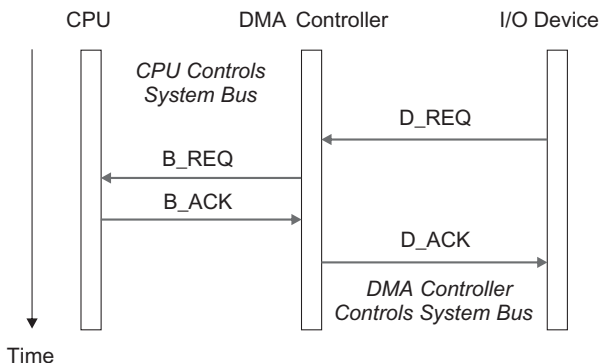 CPU
DMA Controller
I/O Device
CPU Controls
System Bus
D_REQ
B_REQ
B_ACK
D_ACK
DMA Controller
Controls System Bus
Time